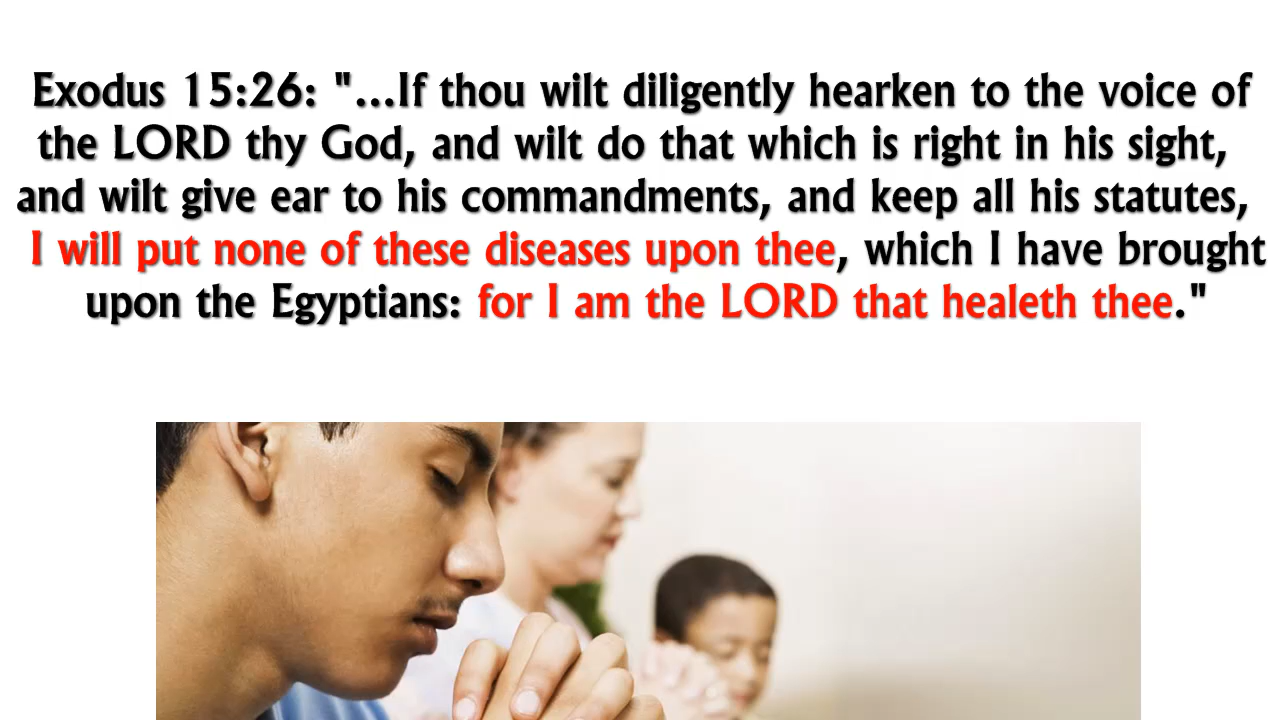 Exodus 15:26: "...If thou wilt diligently hearken to the voice of
the LORD thy God, and wilt do that which is right in his sight,
and wilt give ear to his commandments, and keep all his statutes,
I will put none of these diseases upon thee, which I have brought
upon the Egyptians: for I am the LORD that healeth thee."